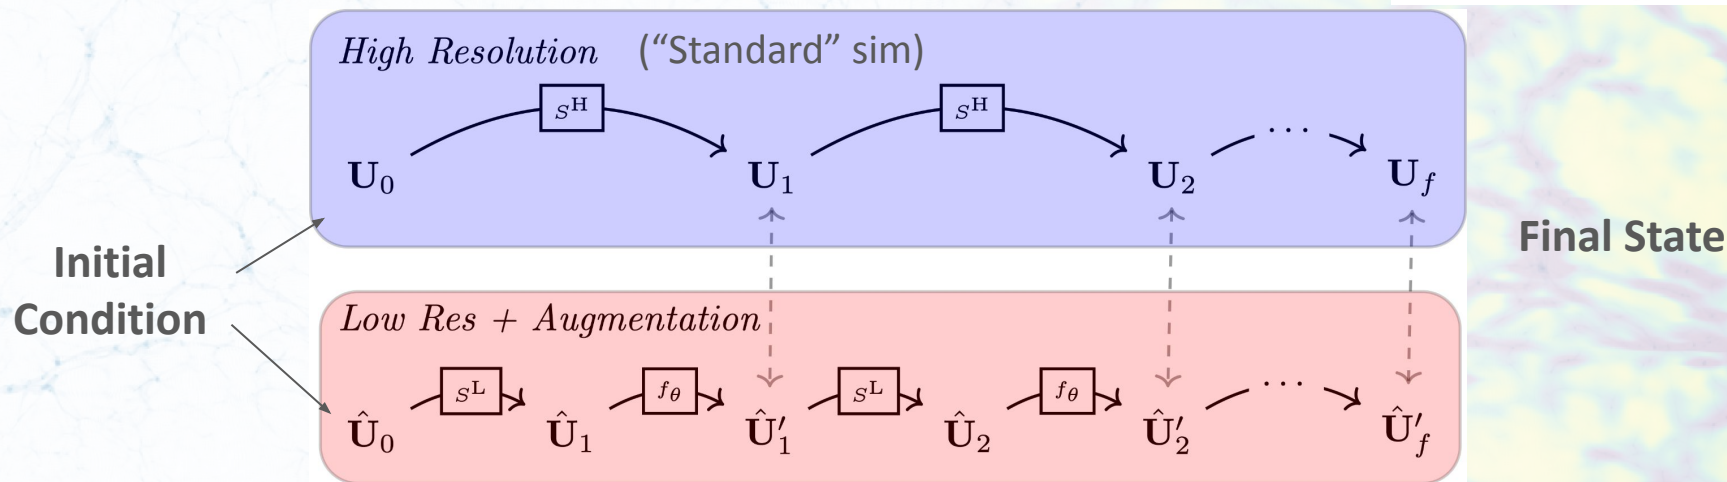 High Resolution ("Standard" sim)
S^H S^H
U_0 U_1 U_2 ··· U_f
Initial
Condition
Final State
Low Res + Augmentation
S^L f_θ S^L f_θ ···
Û_0 Û_1 Û′_1 Û_2 Û′_2 Û′_f